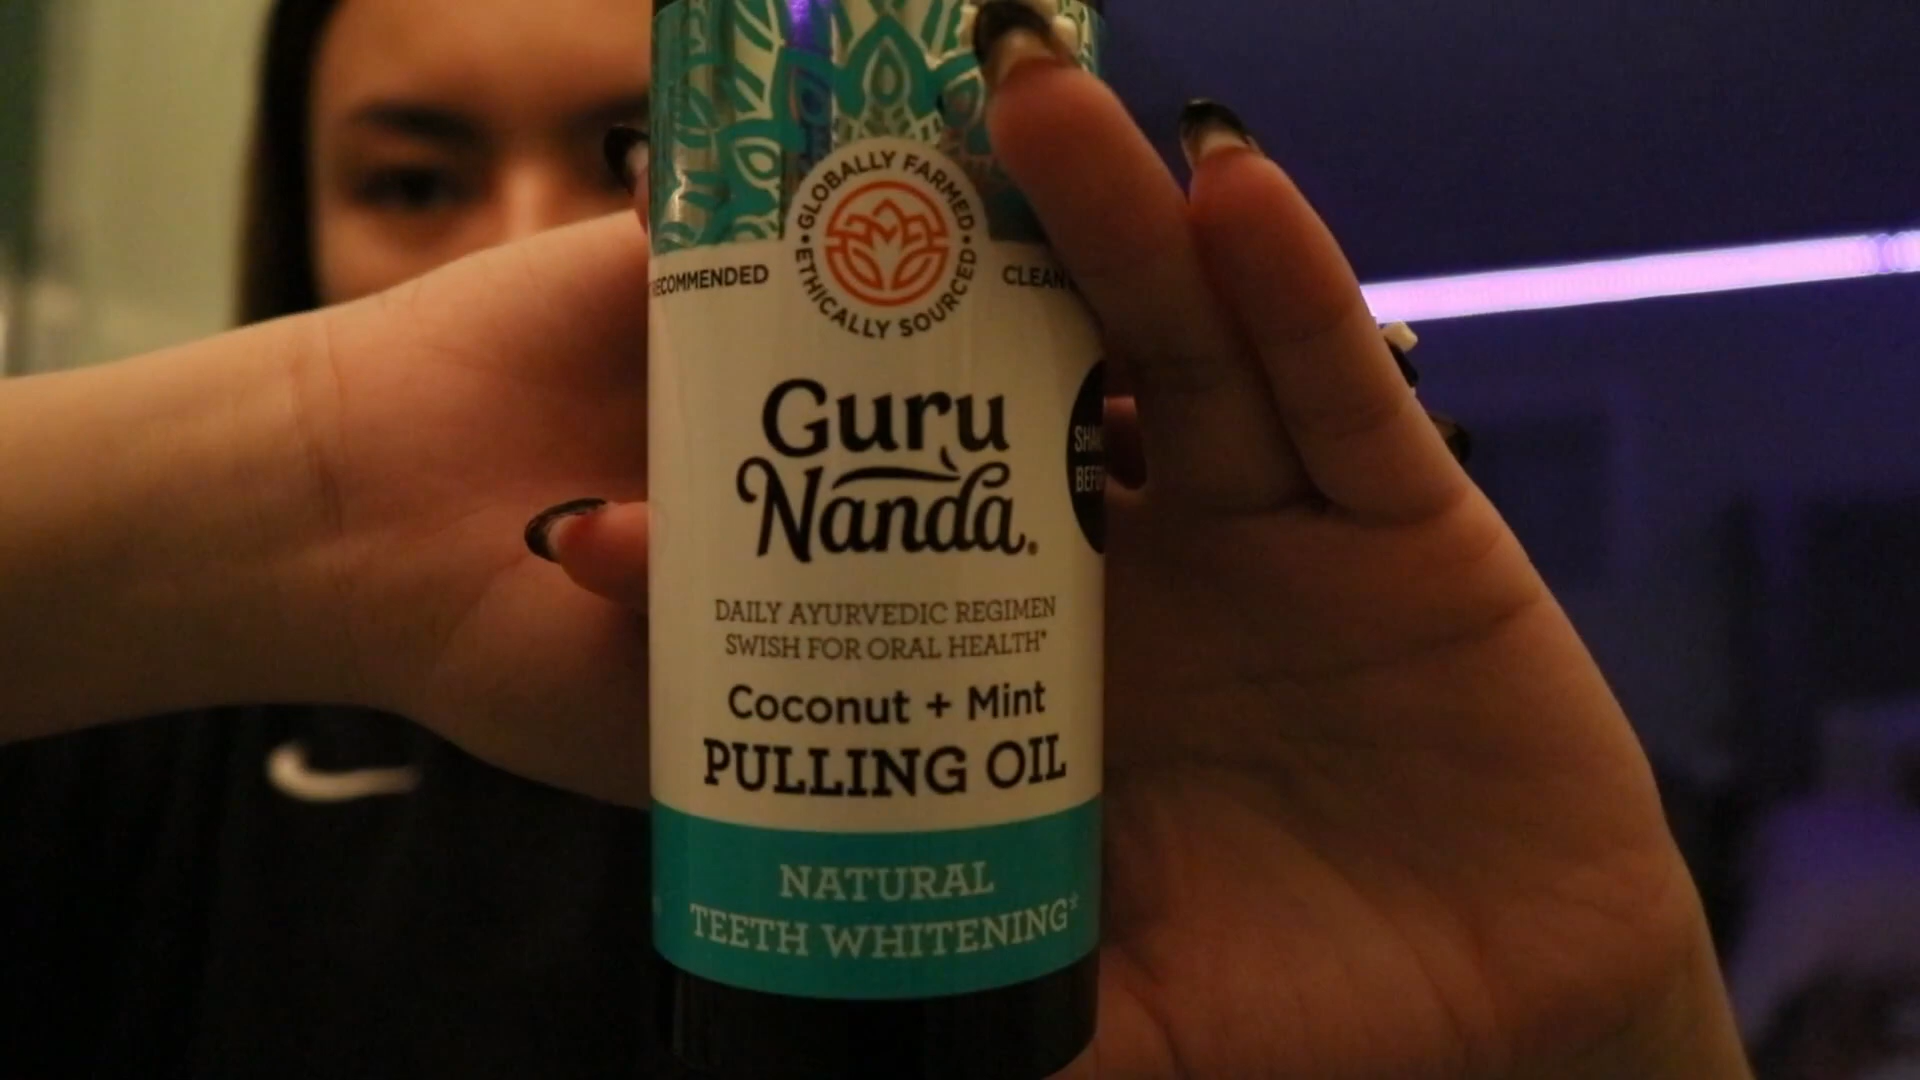 GLOBALLY FARMED
ETHICALLY SOURCED
CLEAN
Guru
Nanda
DAILY AYURVEDIC REGIMEN
SWISH FOR ORAL HEALTH*
Coconut + Mint
PULLING OIL
NATURAL
TEETH WHITENING*